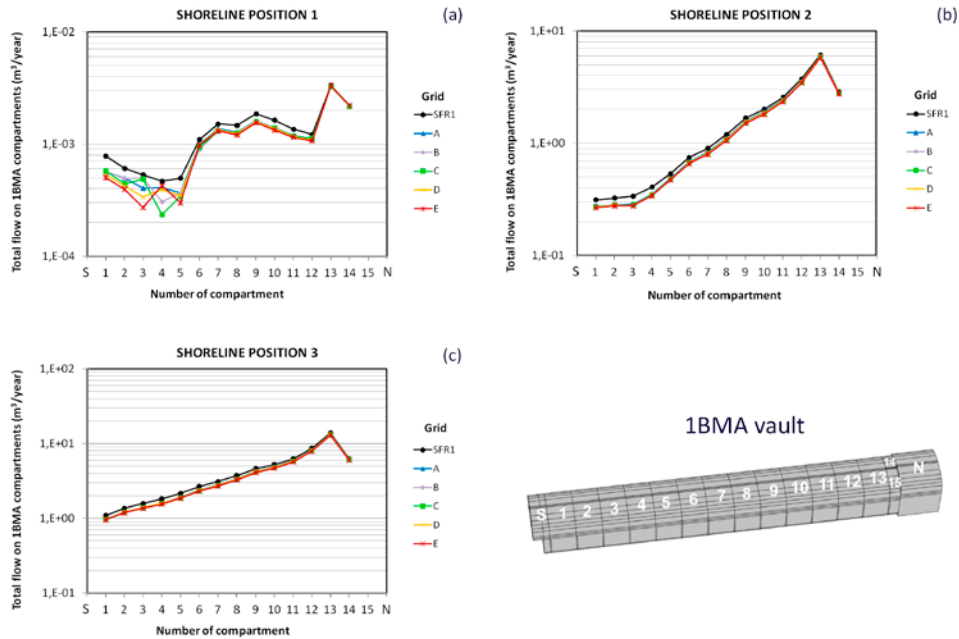 SHORELINE POSITION 1
(a)
Total flow on 1BMA compartments (m³/year)
1,E-02
1,E-03
1,E-04
S 1 2 3 4 5 6 7 8 9 10 11 12 13 14 15 N
Number of compartment
Grid
SFR1
A
B
C
D
E
SHORELINE POSITION 2
(b)
Total flow on 1BMA compartments (m³/year)
1,E+01
1,E+00
1,E-01
S 1 2 3 4 5 6 7 8 9 10 11 12 13 14 15 N
Number of compartment
Grid
SFR1
A
B
C
D
E
SHORELINE POSITION 3
(c)
Total flow on 1BMA compartments (m³/year)
1,E+02
1,E+01
1,E+00
1,E-01
S 1 2 3 4 5 6 7 8 9 10 11 12 13 14 15 N
Number of compartment
Grid
SFR1
A
B
C
D
E
1BMA vault
S 1 2 3 4 5 6 7 8 9 10 11 12 13 14 15 N